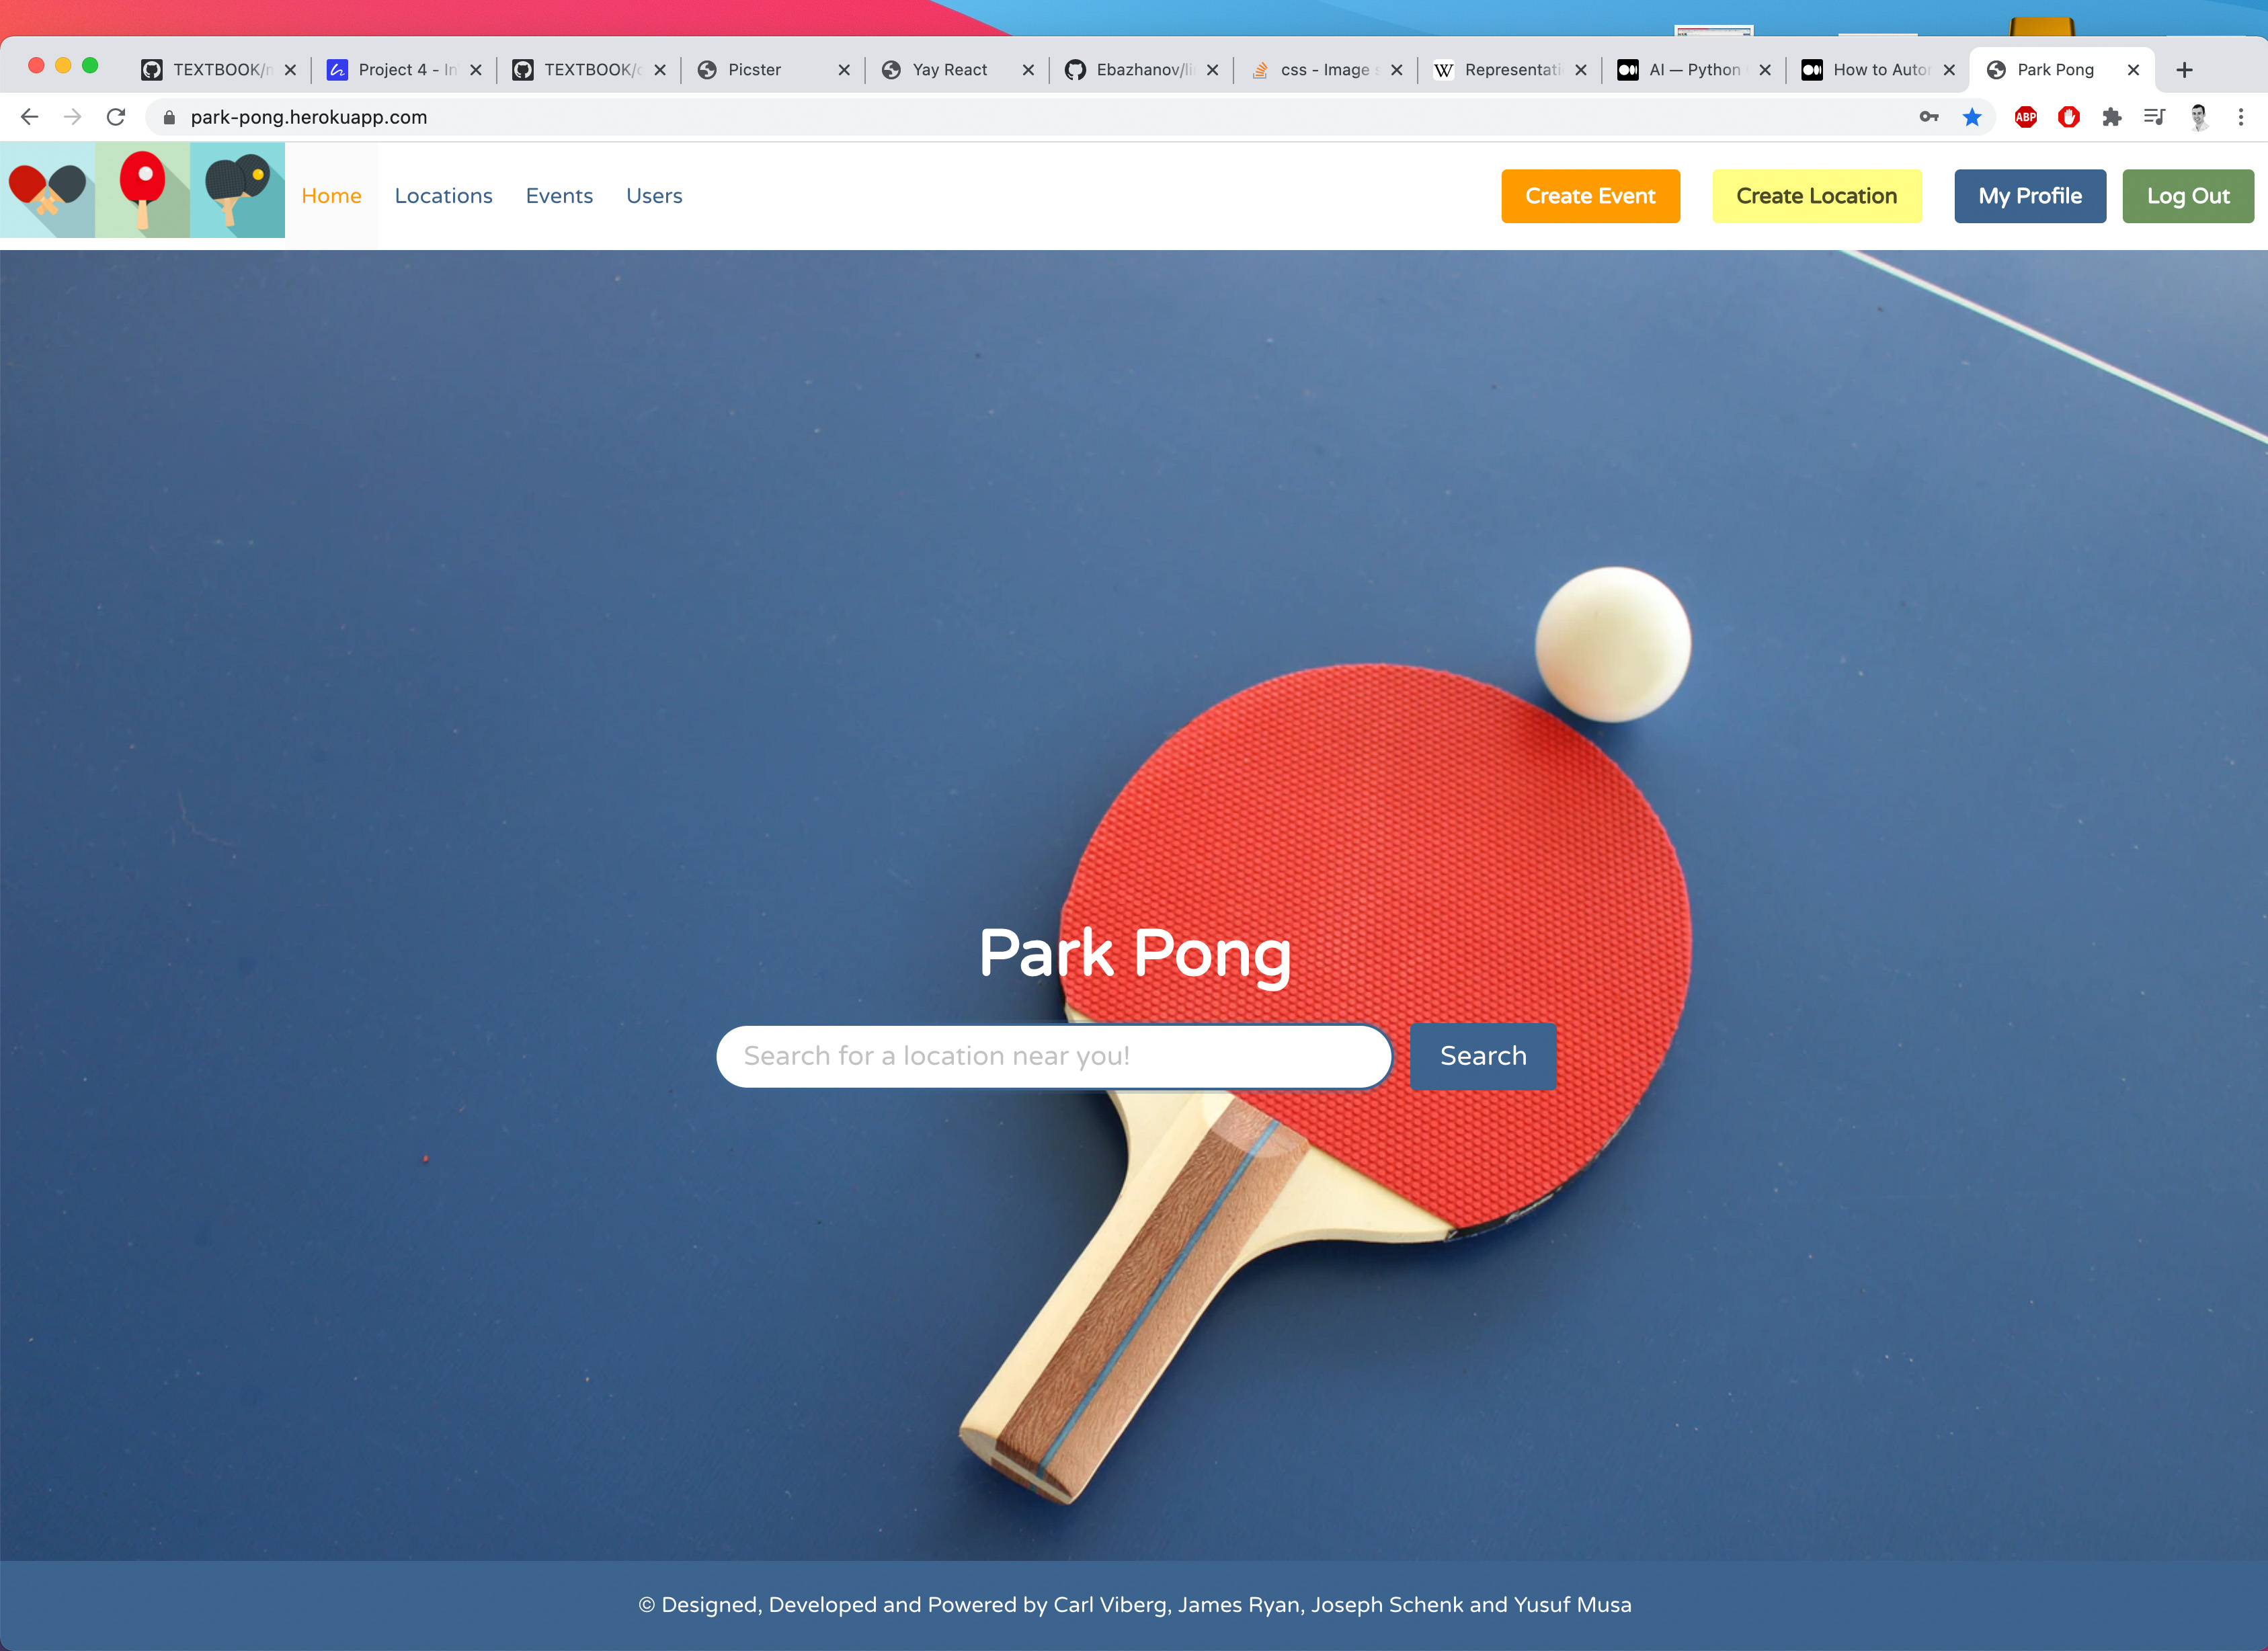 TEXTBOOK/
Project 4 - In
TEXTBOOK/
Picster
Yay React
Ebazhanov/li
css - Image s
W Representati
AI — Python
How to Autor
Park Pong
park-pong.herokuapp.com
ABP
Home Locations Events Users Create Event Create Location My Profile Log Out
Park Pong
Search for a location near you! Search
© Designed, Developed and Powered by Carl Viberg, James Ryan, Joseph Schenk and Yusuf Musa